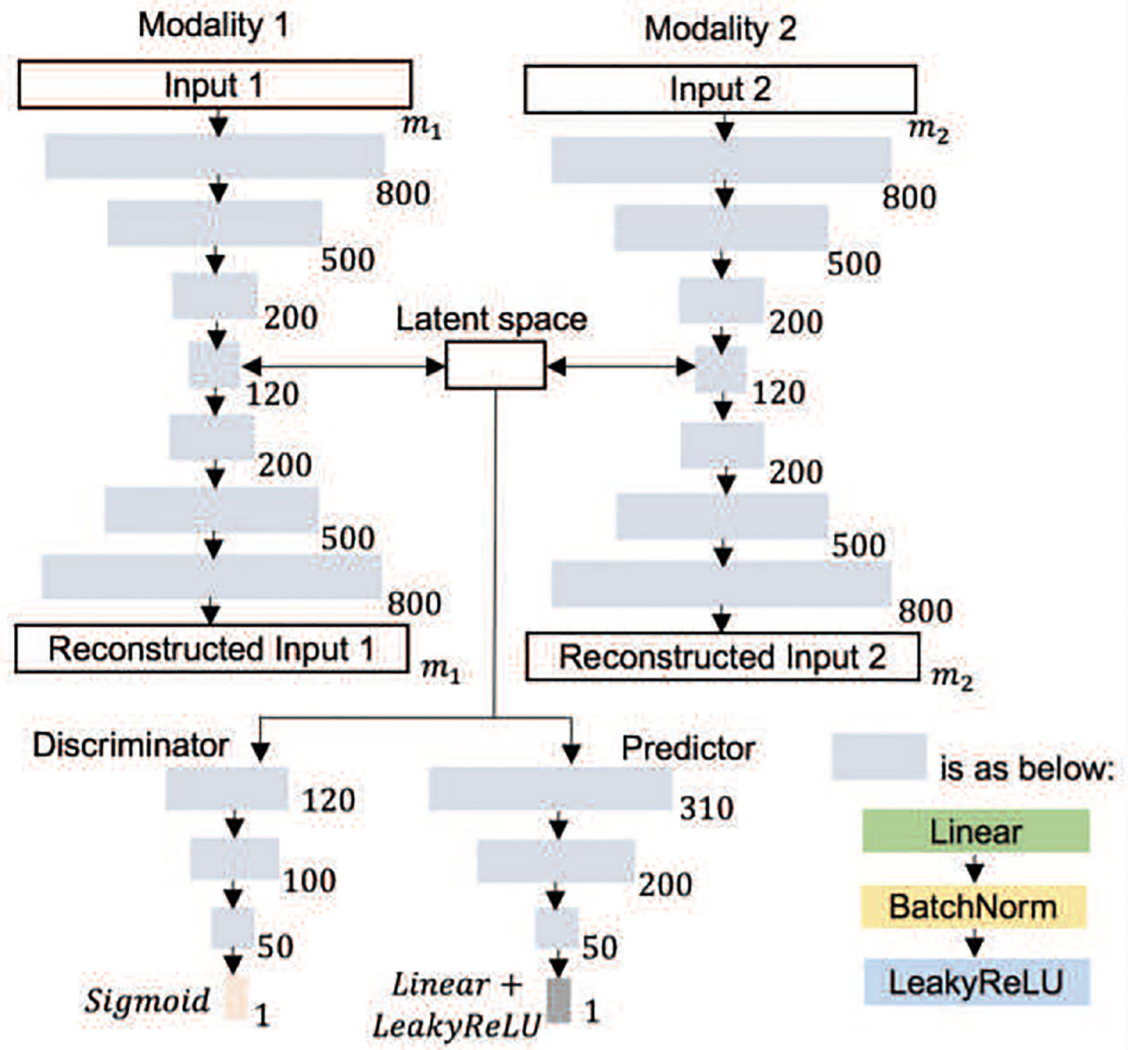 Modality 1
Input 1
m₁
800
500
200
120
200
500
800
Reconstructed Input 1
m₁
Modality 2
Input 2
m₂
800
500
200
120
200
500
800
Reconstructed Input 2
m₂
Latent space
Discriminator
120
100
50
Sigmoid
1
Predictor
310
200
50
Linear +
LeakyReLU
1
is as below:
Linear
BatchNorm
LeakyReLU